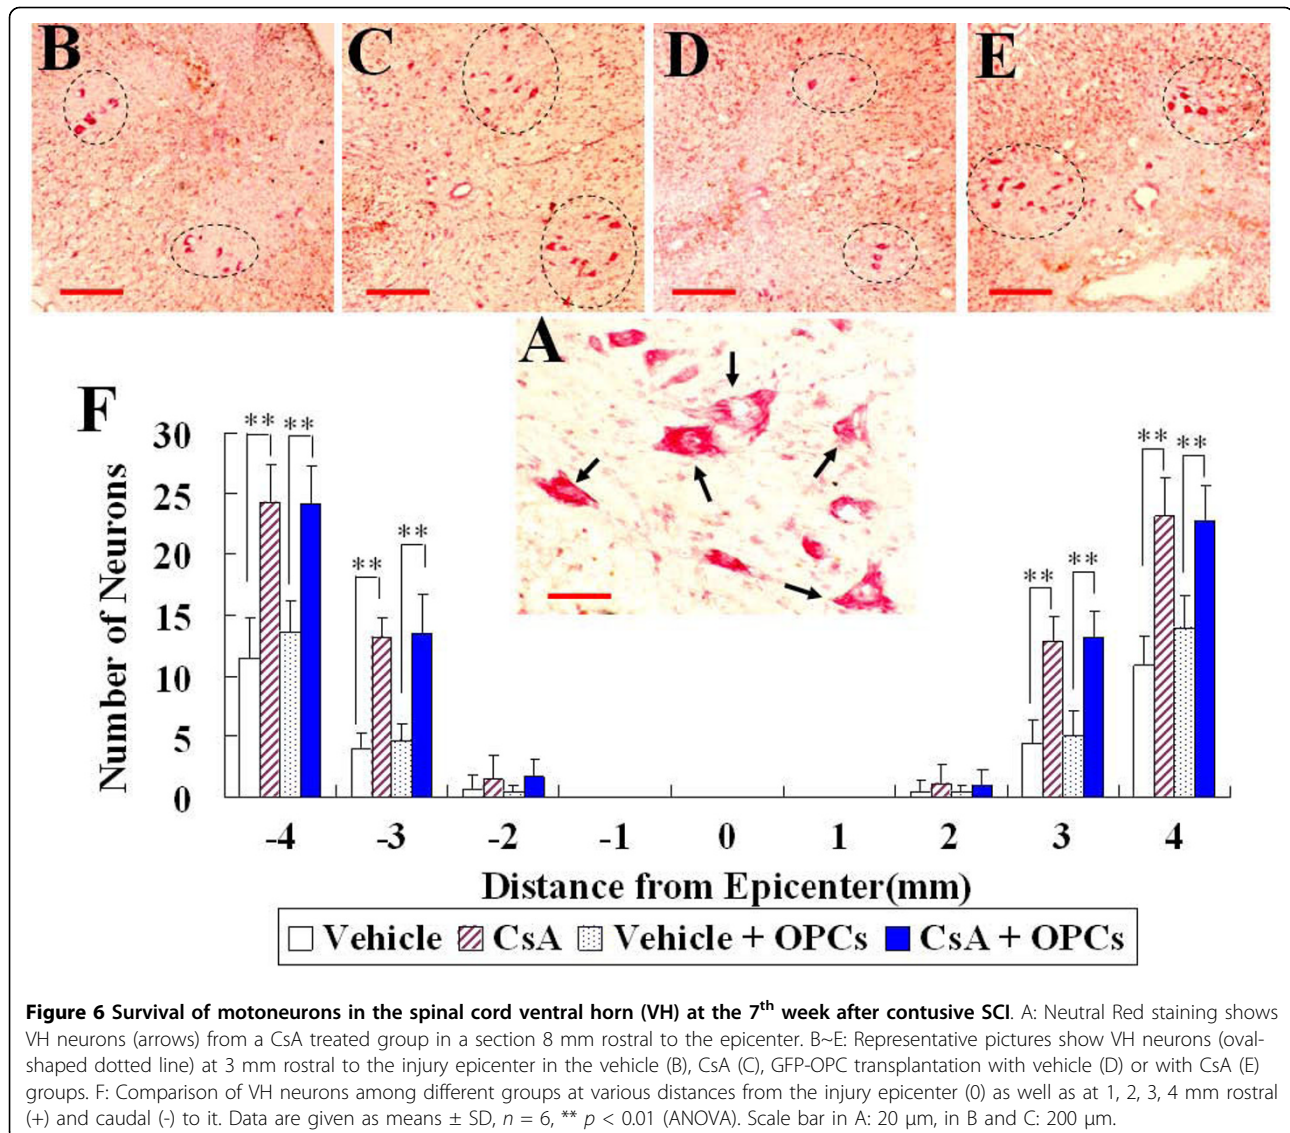 B C D E
A
F
** ** ** ** ** ** ** **
30
25
20
15
10
5
0
Number of Neurons
-4 -3 -2 -1 0 1 2 3 4
Distance from Epicenter(mm)
Vehicle CsA Vehicle + OPCs CsA + OPCs
Figure 6 Survival of motoneurons in the spinal cord ventral horn (VH) at the 7th week after contusive SCI. A: Neutral Red staining shows
VH neurons (arrows) from a CsA treated group in a section 8 mm rostral to the epicenter. B~E: Representative pictures show VH neurons (oval-
shaped dotted line) at 3 mm rostral to the injury epicenter in the vehicle (B), CsA (C), GFP-OPC transplantation with vehicle (D) or with CsA (E)
groups. F: Comparison of VH neurons among different groups at various distances from the injury epicenter (0) as well as at 1, 2, 3, 4 mm rostral
(+) and caudal (-) to it. Data are given as means ± SD, n = 6, ** p < 0.01 (ANOVA). Scale bar in A: 20 μm, in B and C: 200 μm.